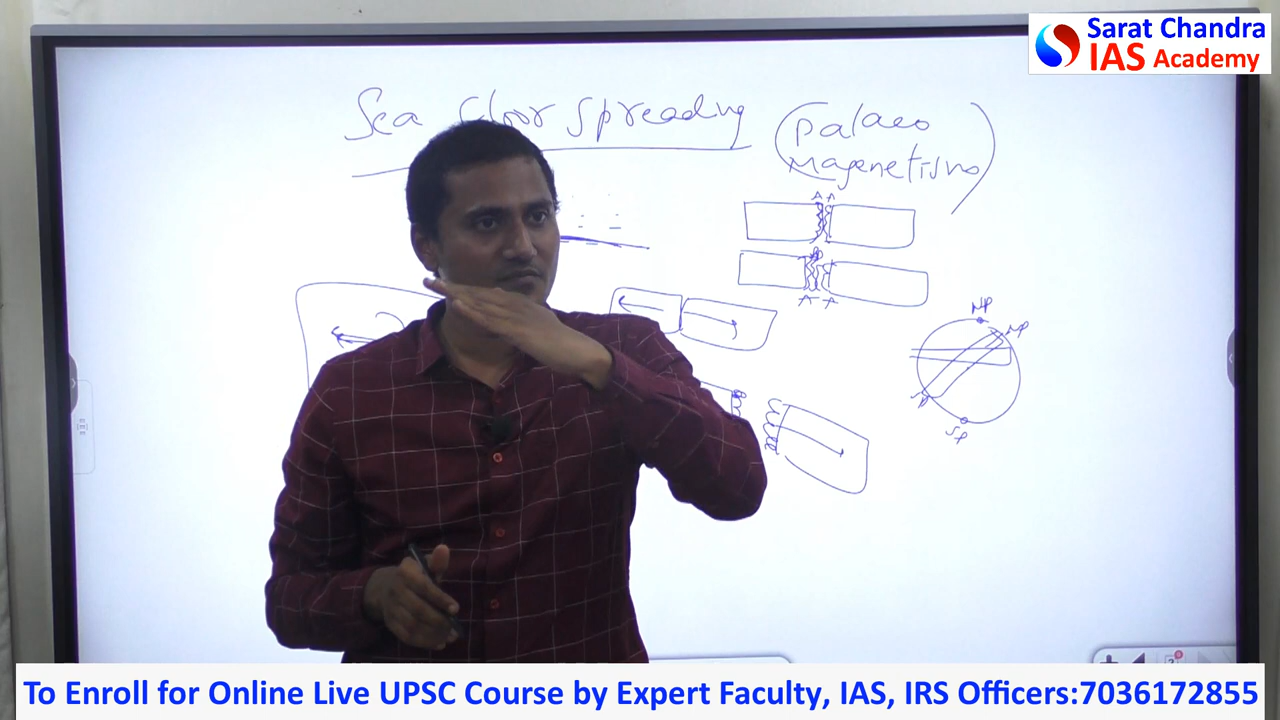 Sarat Chandra
IAS Academy
Sea Floor Spreading
(Palaeo
Magenetism)
A A
B
A A
NP
NP
SP
To Enroll for Online Live UPSC Course by Expert Faculty, IAS, IRS Officers:7036172855